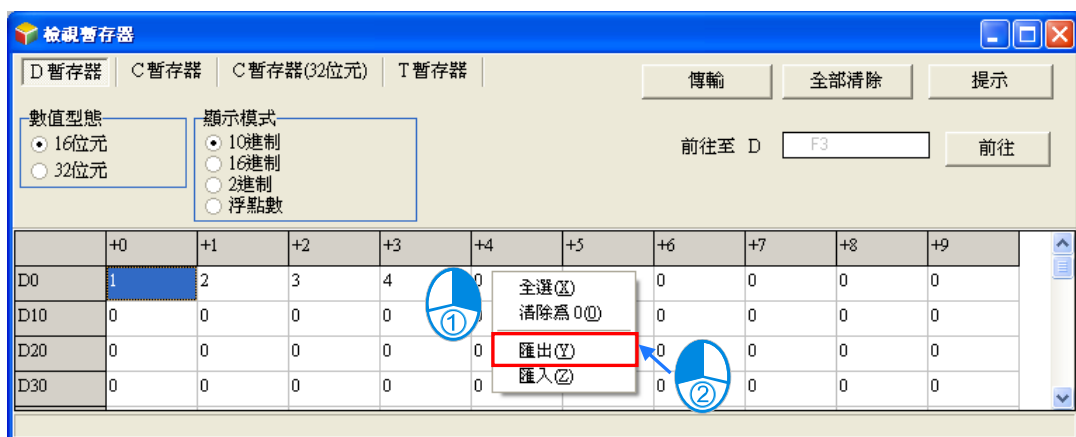 檢視暫存器
D 暫存器 C 暫存器 C 暫存器(32位元) T 暫存器
傳輸 全部清除 提示
數值型態
16位元
32位元
顯示模式
10進制
16進制
2進制
浮點數
前往至 D F3 前往
+0 +1 +2 +3 +4 +5 +6 +7 +8 +9
D0 1 2 3 4 0 0 0 0 0
D10 0 0 0 0 0 0 0 0
D20 0 0 0 0 0 0 0 0 0
D30 0 0 0 0 0 0 0 0 0
全選(X)
清除為 0(0)
匯出(Y)
匯入(Z)
①
②